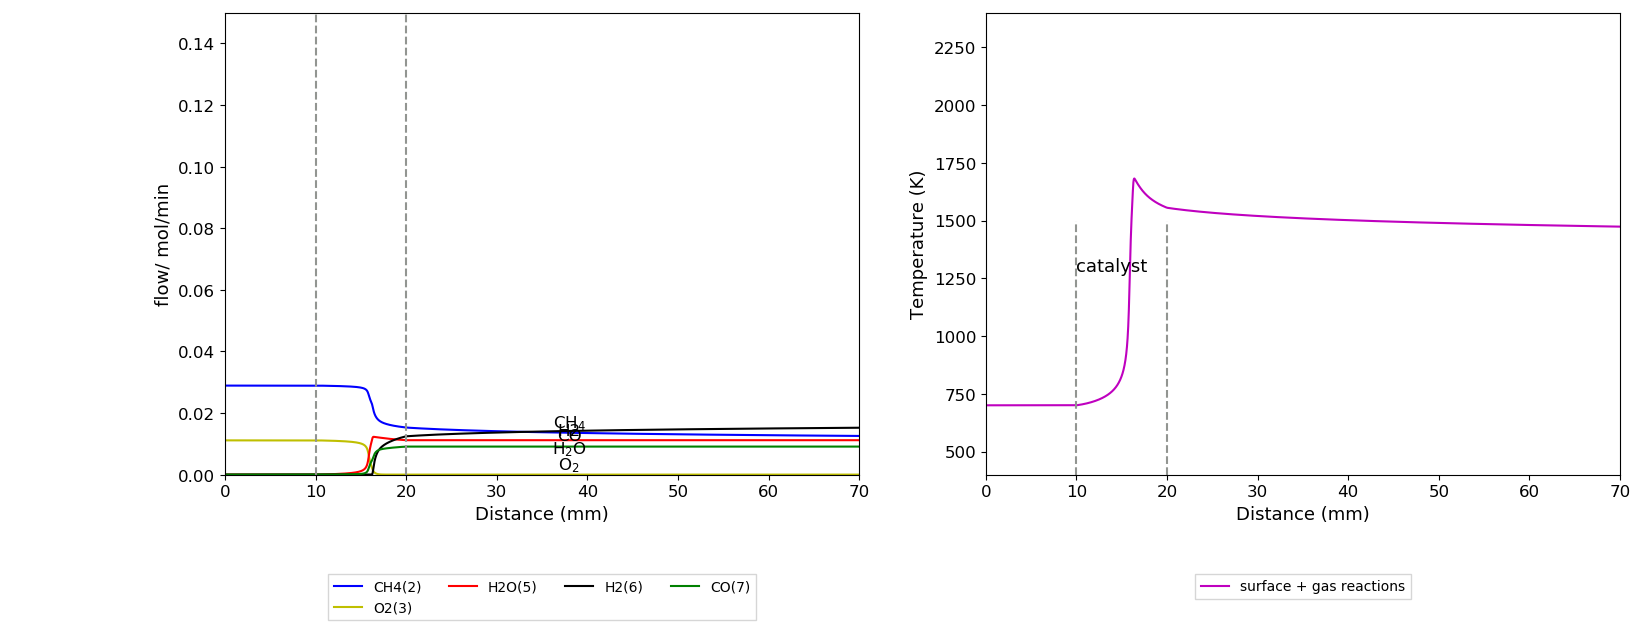 0.14
0.12
0.10
0.08
0.06
0.04
0.02
0.00
flow/ mol/min
0 10 20 30 40 50 60 70
Distance (mm)
CH4
H2
CO
H2O
O2
CH4(2) H2O(5) H2(6) CO(7)
O2(3)
2250
2000
1750
1500
1250
1000
750
500
Temperature (K)
catalyst
0 10 20 30 40 50 60 70
Distance (mm)
surface + gas reactions